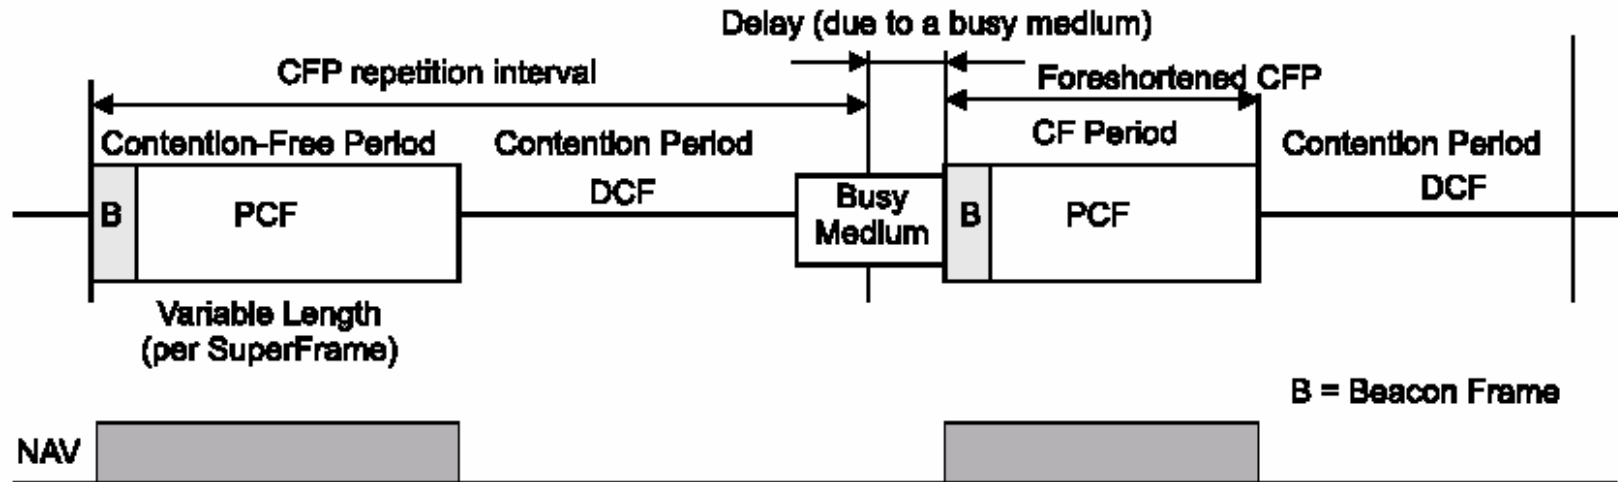 Delay (due to a busy medium)
CFP repetition interval
Foreshortened CFP
Contention-Free Period
Contention Period
CF Period
Contention Period
B
PCF
DCF
Busy
Medium
B
PCF
DCF
Variable Length
(per SuperFrame)
B = Beacon Frame
NAV